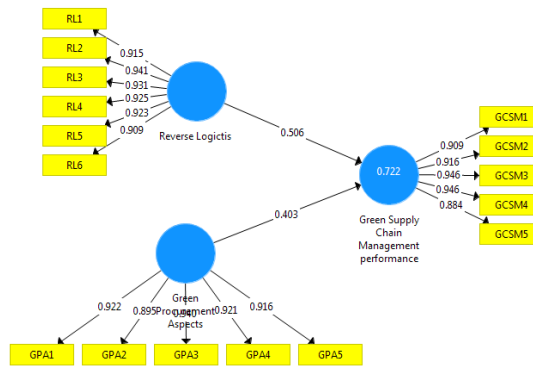 RL1
RL2
RL3
RL4
RL5
RL6
0.915
0.941
0.931
0.925
0.923
0.909
Reverse Logictis
0.506
0.403
0.722
Green Supply
Chain
Management
performance
0.909
0.916
0.946
0.946
0.884
GCSM1
GCSM2
GCSM3
GCSM4
GCSM5
Green
Procurement
Aspects
0.922
0.895
0.940
0.921
0.916
GPA1
GPA2
GPA3
GPA4
GPA5